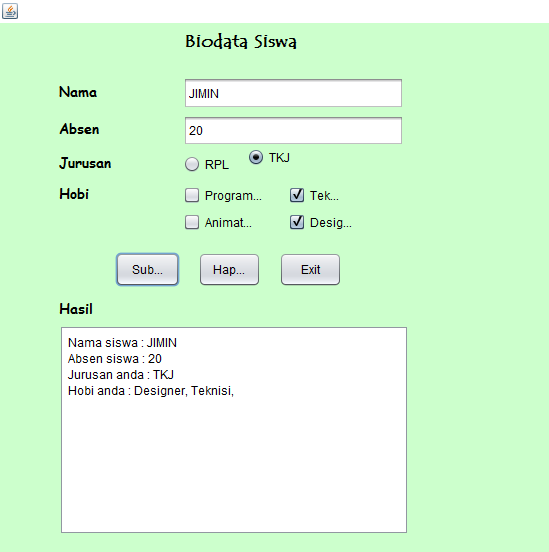 Biodata Siswa
Nama JIMIN
Absen 20
Jurusan RPL TKJ
Hobi Program... Tek...
Animat... Desig...
Sub... Hap... Exit
Hasil
Nama siswa : JIMIN
Absen siswa : 20
Jurusan anda : TKJ
Hobi anda : Designer, Teknisi,